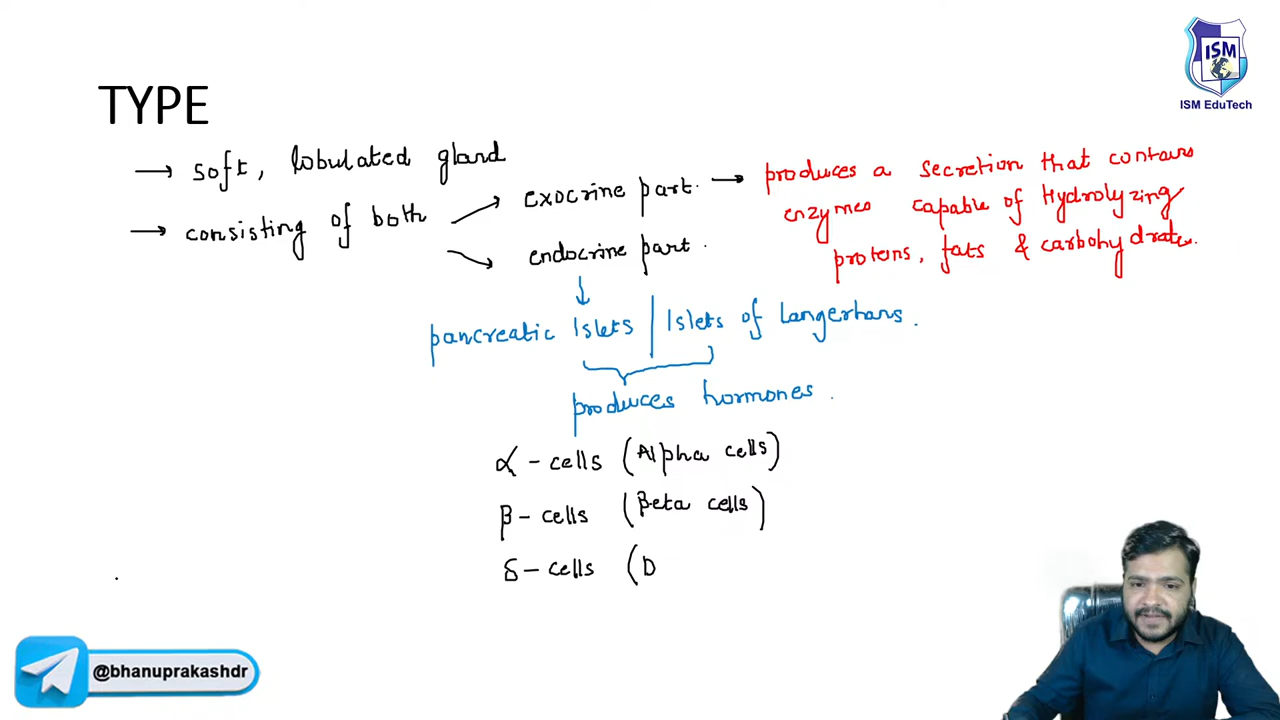 ISM
ISM EduTech
TYPE
→ soft, lobulated gland
→ consisting of both
exocrine part. → produces a secretion that contains
enzymes capable of Hydrolyzing
proteins, fats & carbohydrates.
endocrine part.
pancreatic Islets | Islets of Langerhans.
produces hormones.
α - cells (Alpha cells)
β - cells (Beta cells)
δ - cells (D
@bhanuprakashdr